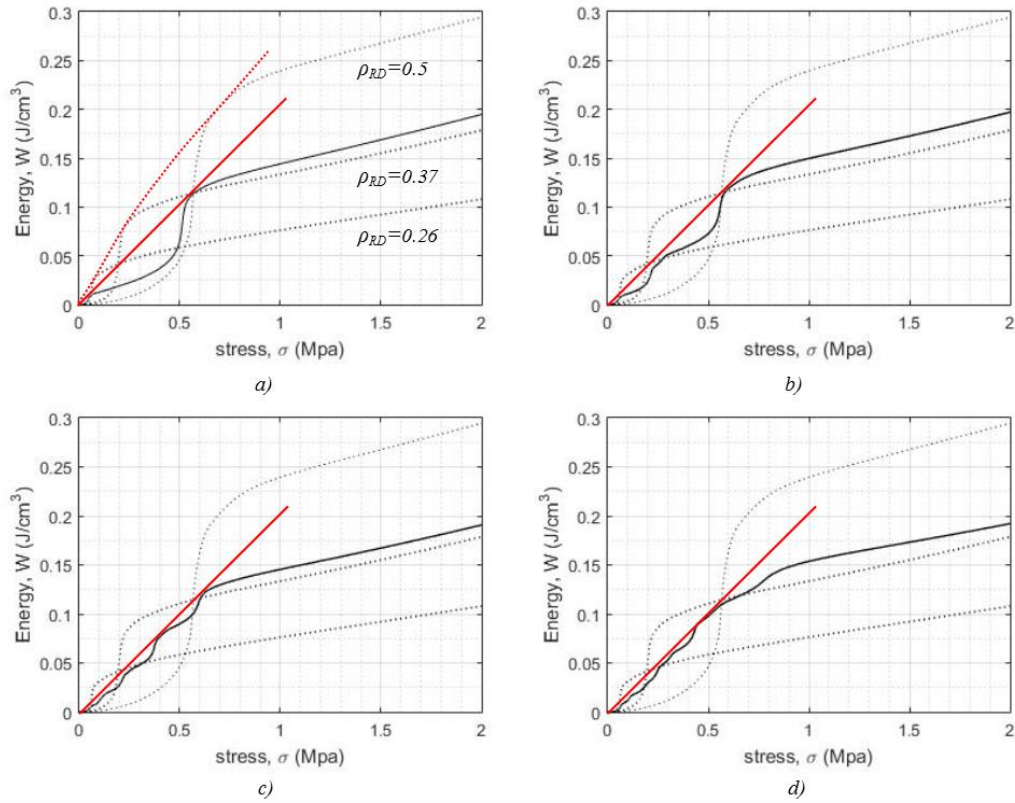 0.3
0.25
0.2
0.15
0.1
0.05
0
Energy, W (J/cm³)
ρRD=0.5
ρRD=0.37
ρRD=0.26
0 0.5 1 1.5 2
stress, σ (Mpa)
a)
0.3
0.25
0.2
0.15
0.1
0.05
0
Energy, W (J/cm³)
0 0.5 1 1.5 2
stress, σ (Mpa)
b)
0.3
0.25
0.2
0.15
0.1
0.05
0
Energy, W (J/cm³)
0 0.5 1 1.5 2
stress, σ (Mpa)
c)
0.3
0.25
0.2
0.15
0.1
0.05
0
Energy, W (J/cm³)
0 0.5 1 1.5 2
stress, σ (Mpa)
d)